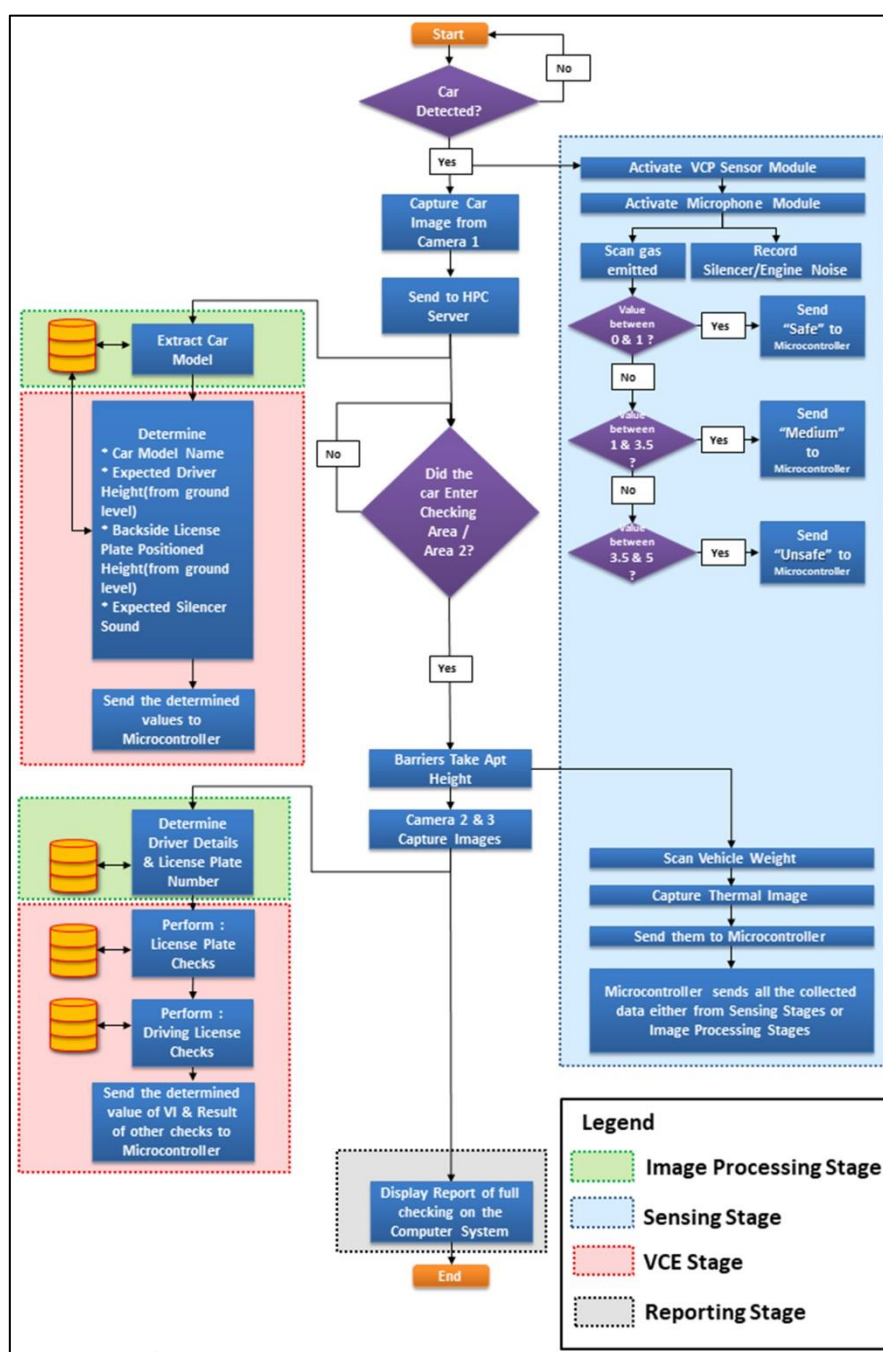 Start
No
Car
Detected?
Yes
Capture Car
Image from
Camera 1
Send to HPC
Server
Activate VCP Sensor Module
Activate Microphone Module
Scan gas
emitted
Record
Silencer/Engine Noise
Value
between
0 & 1 ?
Yes
Send
“Safe” to
Microcontroller
No
Value
between
1 & 3.5
?
Yes
Send
“Medium”
to
Microcontroller
No
Value
between
3.5 & 5
?
Yes
Send
“Unsafe” to
Microcontroller
Extract Car
Model
Determine
* Car Model Name
* Expected Driver
Height(from ground
level)
* Backside License
Plate Positioned
Height(from ground
level)
* Expected Silencer
Sound
Send the determined
values to
Microcontroller
No
Did the
car Enter
Checking
Area /
Area 2?
Yes
Barriers Take Apt
Height
Camera 2 & 3
Capture Images
Determine
Driver Details
& License Plate
Number
Perform :
License Plate
Checks
Perform :
Driving License
Checks
Send the determined
value of VI & Result
of other checks to
Microcontroller
Scan Vehicle Weight
Capture Thermal Image
Send them to Microcontroller
Microcontroller sends all the collected
data either from Sensing Stages or
Image Processing Stages
Display Report of full
checking on the
Computer System
End
Legend
Image Processing Stage
Sensing Stage
VCE Stage
Reporting Stage